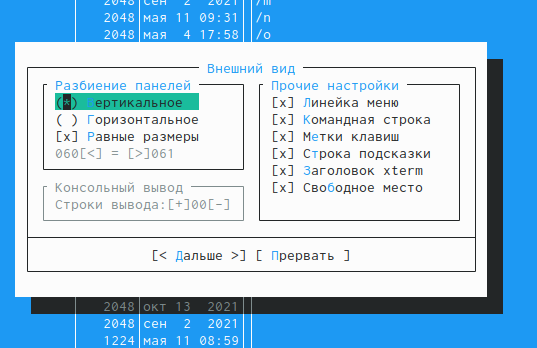 2048 сен 2 2021 /m
2048 мая 11 09:31 /n
2048 мая 4 17:58 /o
Внешний вид
Разбиение панелей
(*) Вертикальное
( ) Горизонтальное
[x] Равные размеры
060[<] = [>]061
Консольный вывод
Строки вывода:[+]00[-]
Прочие настройки
[x] Линейка меню
[x] Командная строка
[x] Метки клавиш
[x] Строка подсказки
[x] Заголовок xterm
[x] Свободное место
[< Дальше >] [ Прервать ]
2048 окт 13 2021
2048 сен 2 2021
1224 мая 11 08:59